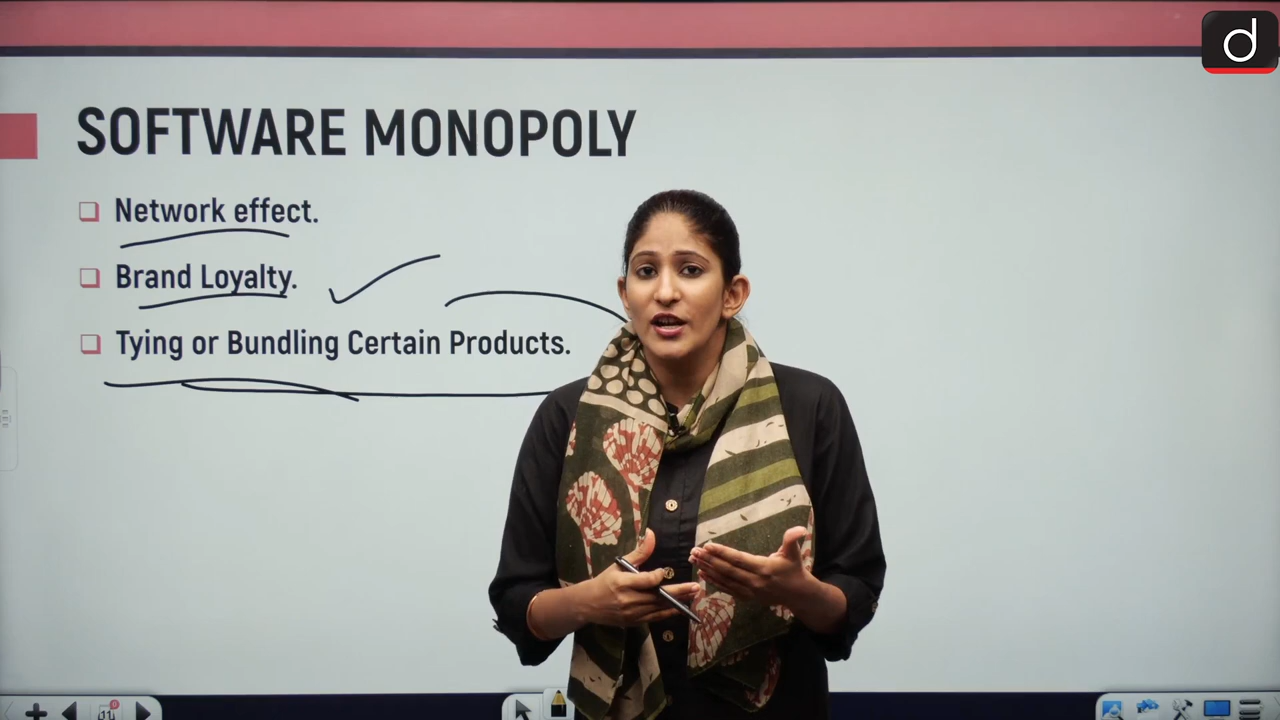 d
SOFTWARE MONOPOLY
Network effect.
Brand Loyalty.
Tying or Bundling Certain Products.